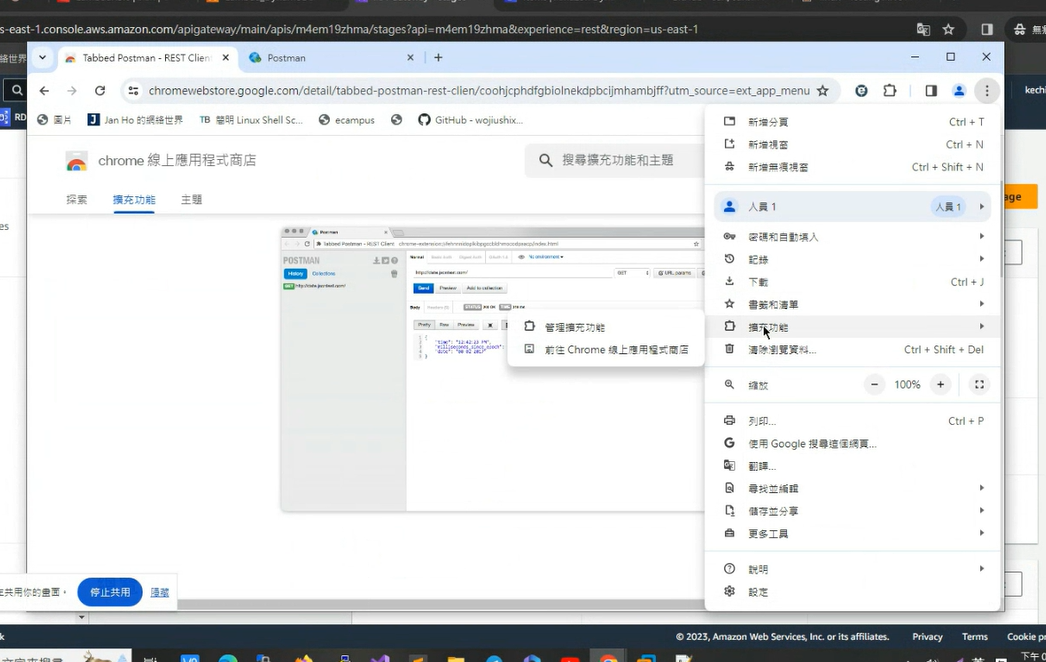 s-east-1.console.aws.amazon.com/apigateway/main/apis/m4em19zhma/stages?api=m4em19zhma&experience=rest&region=us-east-1
Tabbed Postman - REST Clien
Postman
chromewebstore.google.com/detail/tabbed-postman-rest-clien/coohjcphdfgbiolnekdpbcijmhambjff?utm_source=ext_app_menu
kechi
圖片
Jan Ho 的網絡世界
TB 簡明 Linux Shell Sc...
ecampus
GitHub - wojiushix...
RD
chrome 線上應用程式商店
搜尋擴充功能和主題
探索
擴充功能
主題
新增分頁 Ctrl + T
新增視窗 Ctrl + N
新增無痕視窗 Ctrl + Shift + N
人員 1 人員 1
密碼和自動填入
記錄
下載 Ctrl + J
書籤和清單
擴充功能
清除瀏覽資料... Ctrl + Shift + Del
縮放 − 100% +
列印... Ctrl + P
使用 Google 搜尋這個網頁...
翻譯...
尋找並編輯
儲存並分享
更多工具
說明
設定
管理擴充功能
前往 Chrome 線上應用程式商店
Postman
POSTMAN
History
Collections
http://date.jsontest.com/
GET
URL params
Send
Preview
Add to collection
Body
Pretty
Raw
Preview
共用你的畫面。
停止共用
隱藏
© 2023, Amazon Web Services, Inc. or its affiliates.
Privacy
Terms
Cookie p